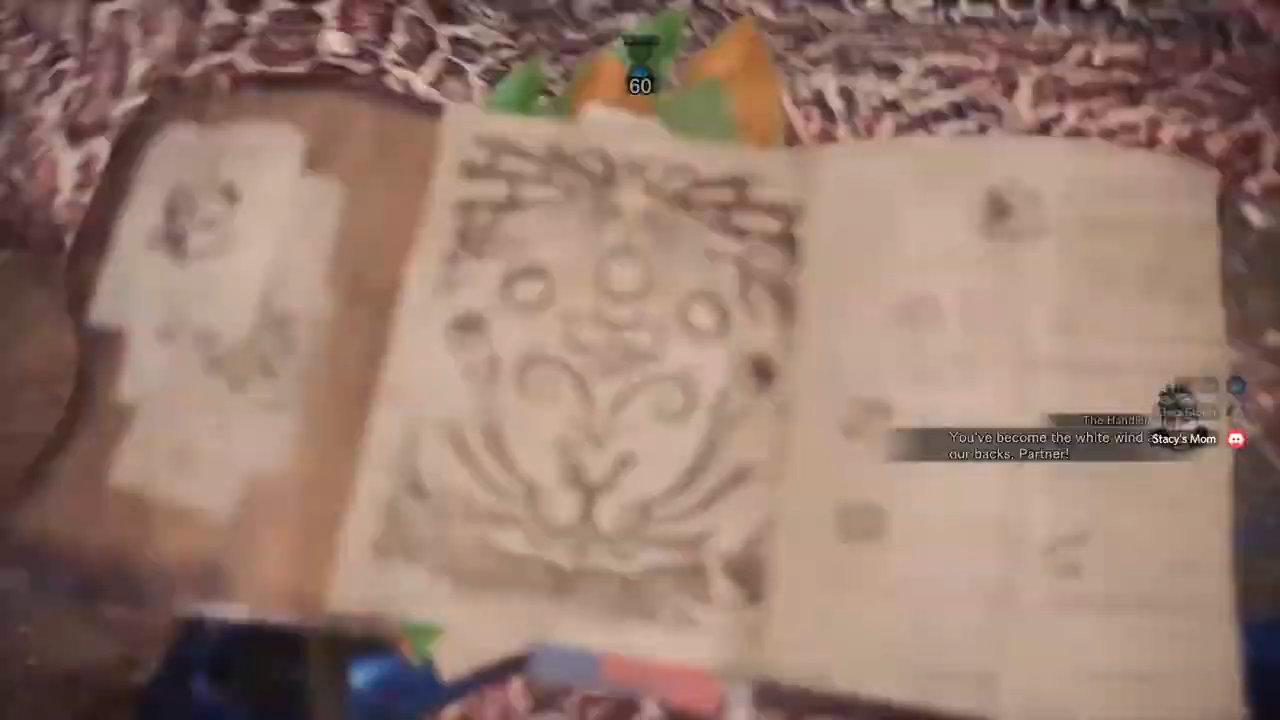 60
The Handler
You've become the white wind
Stacy's Mom
our backs, Partner!